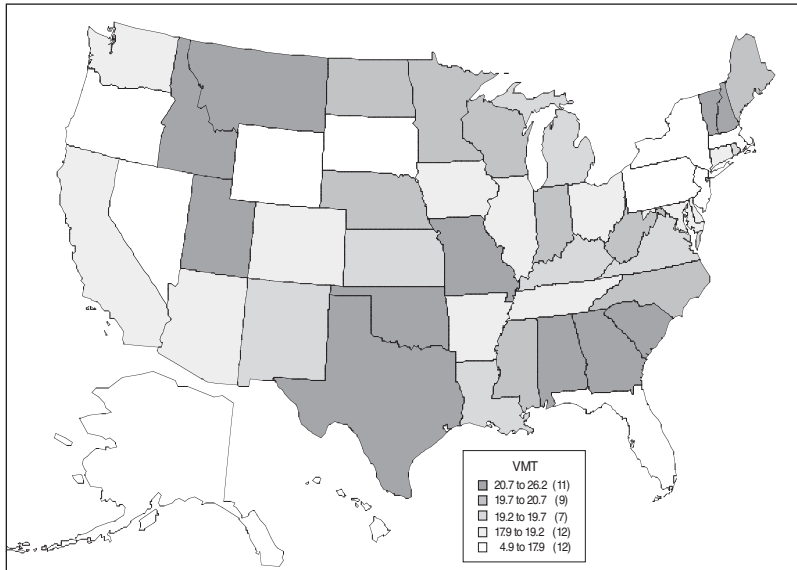 VMT
20.7 to 26.2 (11)
19.7 to 20.7 (9)
19.2 to 19.7 (7)
17.9 to 19.2 (12)
4.9 to 17.9 (12)